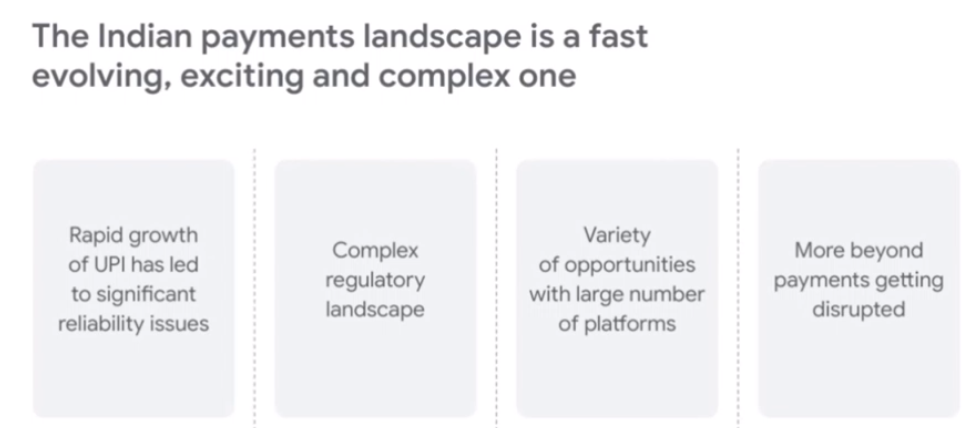 The Indian payments landscape is a fast
evolving, exciting and complex one
Rapid growth
of UPI has led
to significant
reliability issues
Complex
regulatory
landscape
Variety
of opportunities
with large number
of platforms
More beyond
payments getting
disrupted